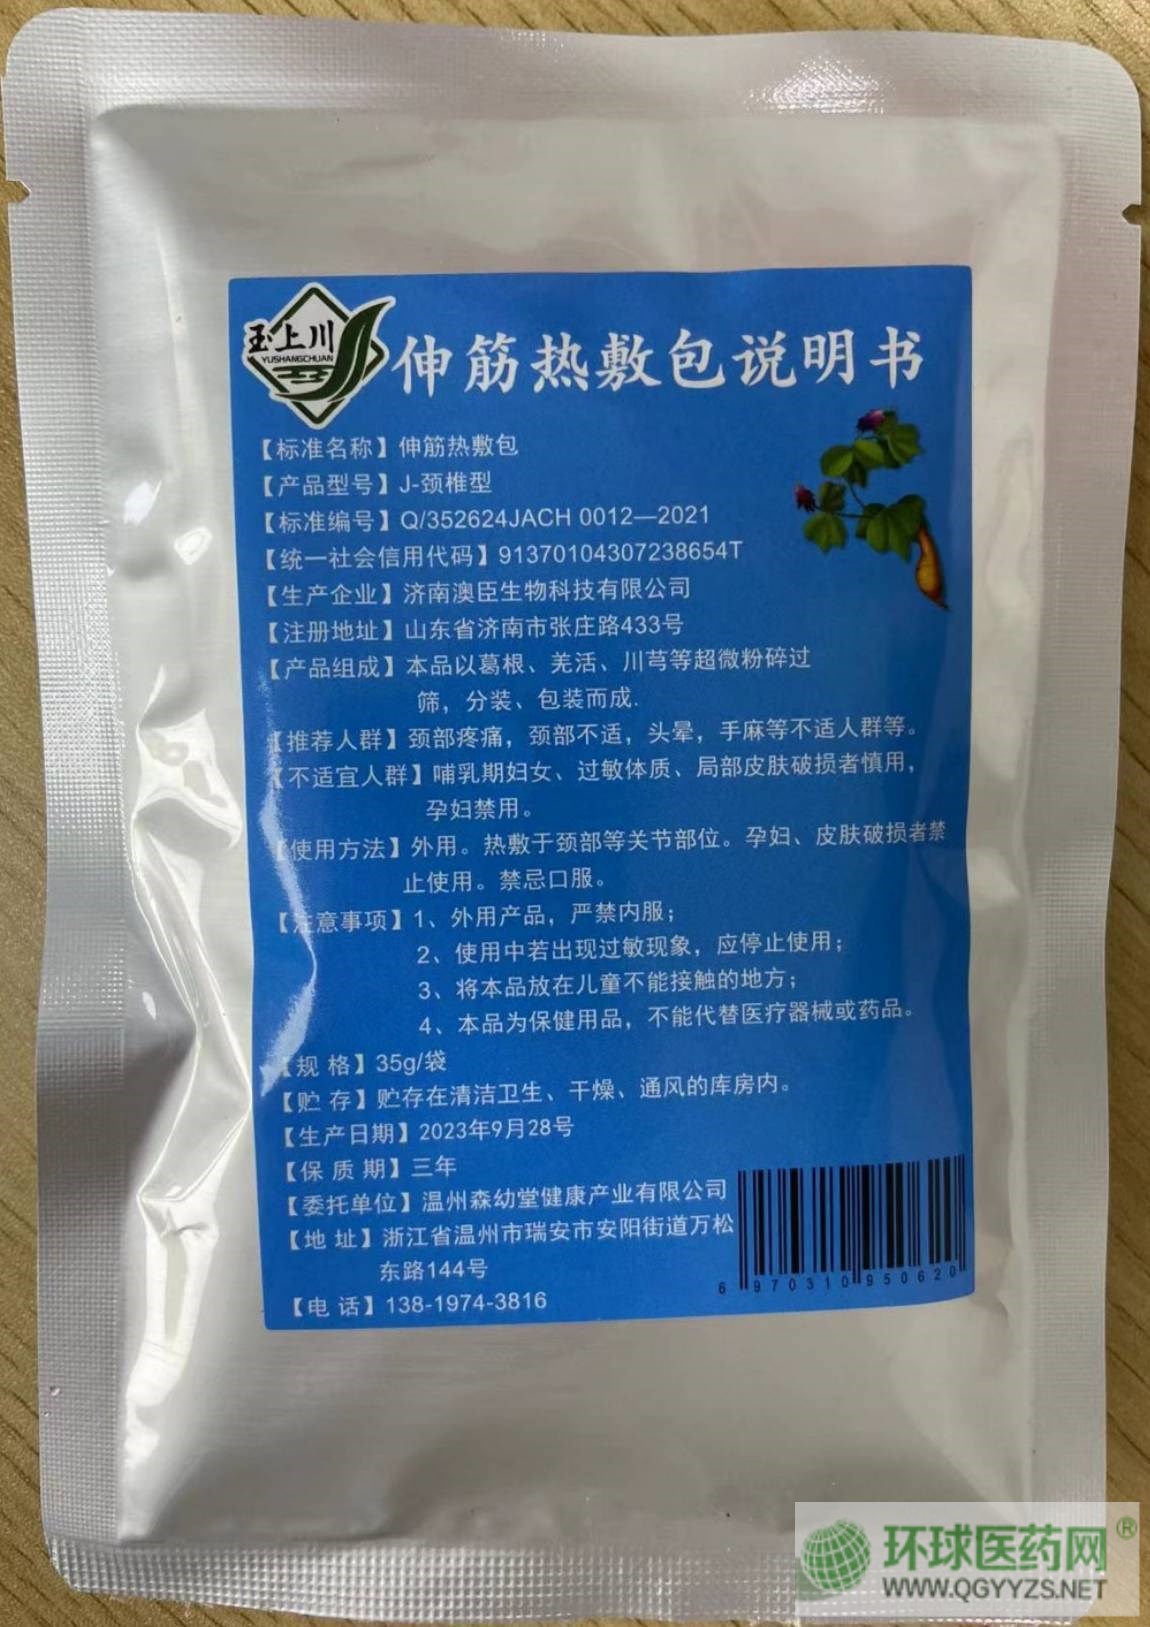 玉上川
YUSHANGCHUAN
伸筋热敷包说明书
【标准名称】伸筋热敷包
【产品型号】J-颈椎型
【标准编号】Q/352624JACH 0012—2021
【统一社会信用代码】91370104307238654T
【生产企业】济南澳臣生物科技有限公司
【注册地址】山东省济南市张庄路433号
【产品组成】本品以葛根、羌活、川芎等超微粉碎过
筛，分装、包装而成.
【推荐人群】颈部疼痛，颈部不适，头晕，手麻等不适人群等。
【不适宜人群】哺乳期妇女、过敏体质、局部皮肤破损者慎用，
孕妇禁用。
【使用方法】外用。热敷于颈部等关节部位。孕妇、皮肤破损者禁
止使用。禁忌口服。
【注意事项】1、外用产品，严禁内服；
2、使用中若出现过敏现象，应停止使用；
3、将本品放在儿童不能接触的地方；
4、本品为保健用品，不能代替医疗器械或药品。
【规 格】35g/袋
【贮 存】贮存在清洁卫生、干燥、通风的库房内。
【生产日期】2023年9月28号
【保 质 期】三年
【委托单位】温州森幼堂健康产业有限公司
【地 址】浙江省温州市瑞安市安阳街道万松
东路144号
【电 话】138-1974-3816
6 970310 950620
环球医药网®
WWW.QGYYZS.NET